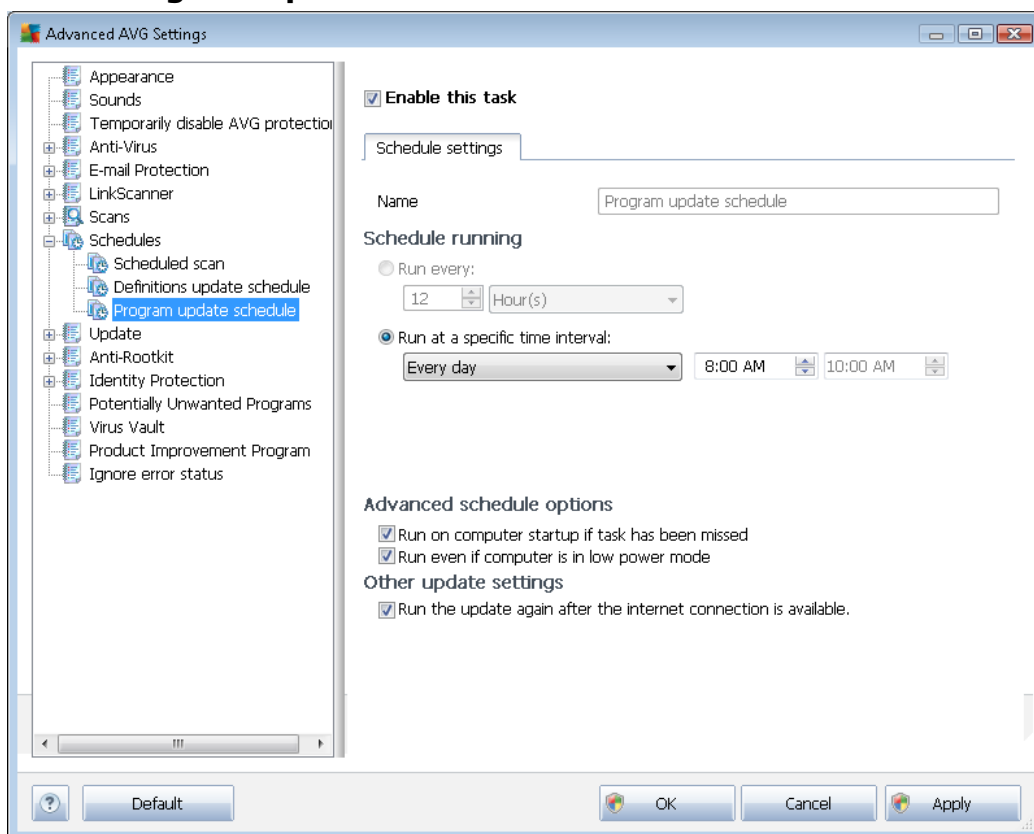 Advanced AVG Settings
Appearance
Sounds
Temporarily disable AVG protection
Anti-Virus
E-mail Protection
LinkScanner
Scans
Schedules
Scheduled scan
Definitions update schedule
Program update schedule
Update
Anti-Rootkit
Identity Protection
Potentially Unwanted Programs
Virus Vault
Product Improvement Program
Ignore error status
Enable this task
Schedule settings
Name Program update schedule
Schedule running
Run every:
12 Hour(s)
Run at a specific time interval:
Every day 8:00 AM 10:00 AM
Advanced schedule options
Run on computer startup if task has been missed
Run even if computer is in low power mode
Other update settings
Run the update again after the internet connection is available.
? Default OK Cancel Apply